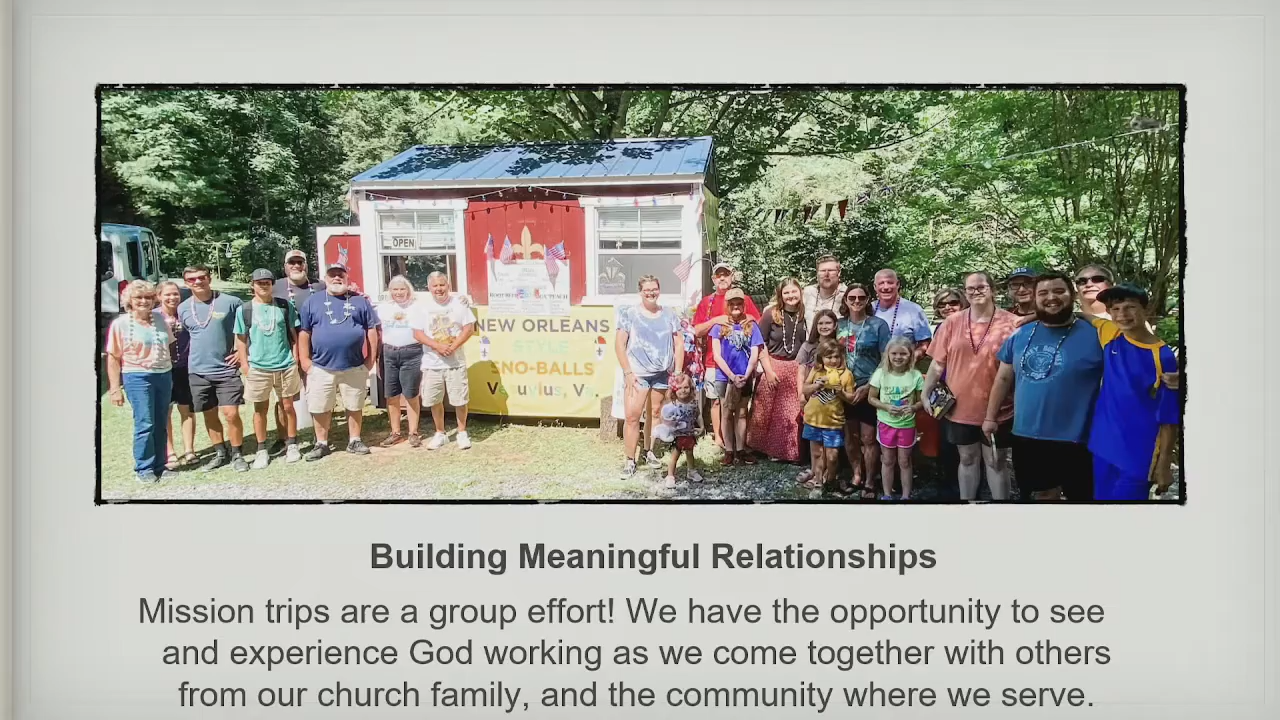 OPEN
NEW ORLEANS
STYLE
SNO-BALLS
Vesuvius, Va.
Building Meaningful Relationships
Mission trips are a group effort! We have the opportunity to see
and experience God working as we come together with others
from our church family, and the community where we serve.